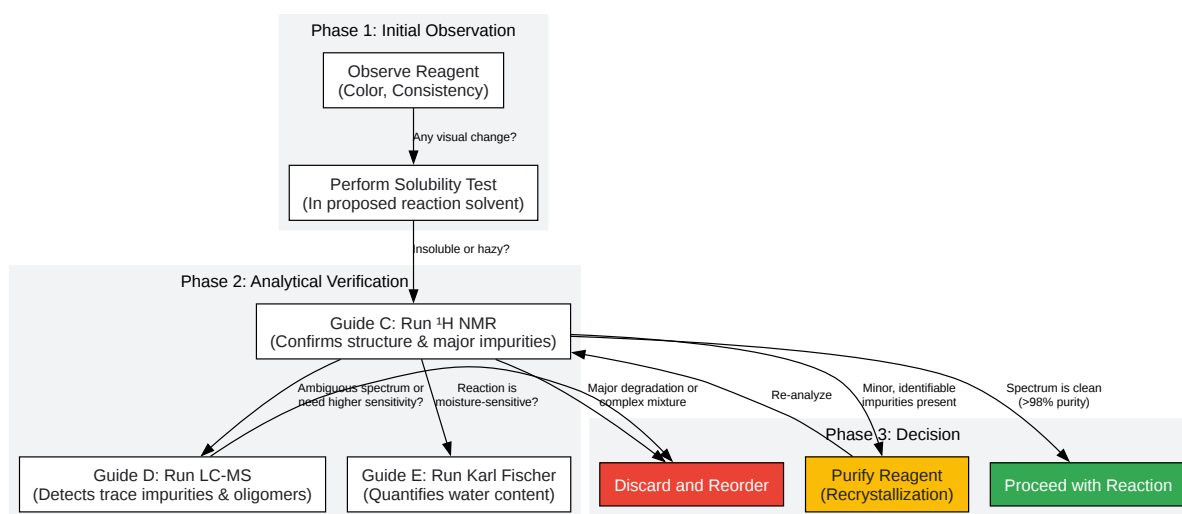 Phase 1: Initial Observation
Observe Reagent
(Color, Consistency)
Any visual change?
Perform Solubility Test
(In proposed reaction solvent)
Insoluble or hazy?
Phase 2: Analytical Verification
Guide C: Run ¹H NMR
(Confirms structure & major impurities)
Ambiguous spectrum or
need higher sensitivity?
Reaction is
moisture-sensitive?
Major degradation or
complex mixture
Re-analyze
Minor, identifiable
impurities present
Spectrum is clean
(>98% purity)
Phase 3: Decision
Guide D: Run LC-MS
(Detects trace impurities & oligomers)
Guide E: Run Karl Fischer
(Quantifies water content)
Discard and Reorder
Purify Reagent
(Recrystallization)
Proceed with Reaction